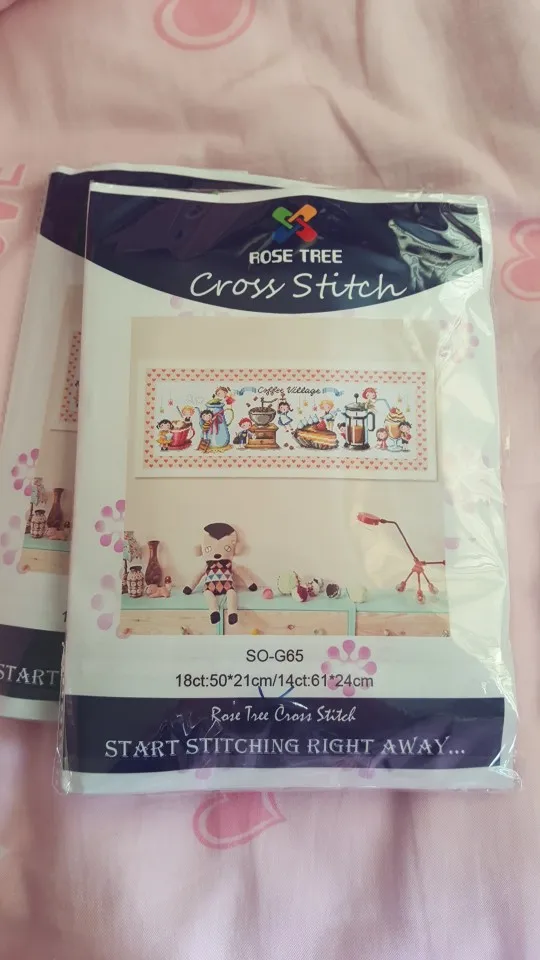 ROSE TREE
Cross Stitch
Coffee Village
SO-G65
18ct:50*21cm/14ct:61*24cm
Rose Tree Cross Stitch
START STITCHING RIGHT AWAY...
START